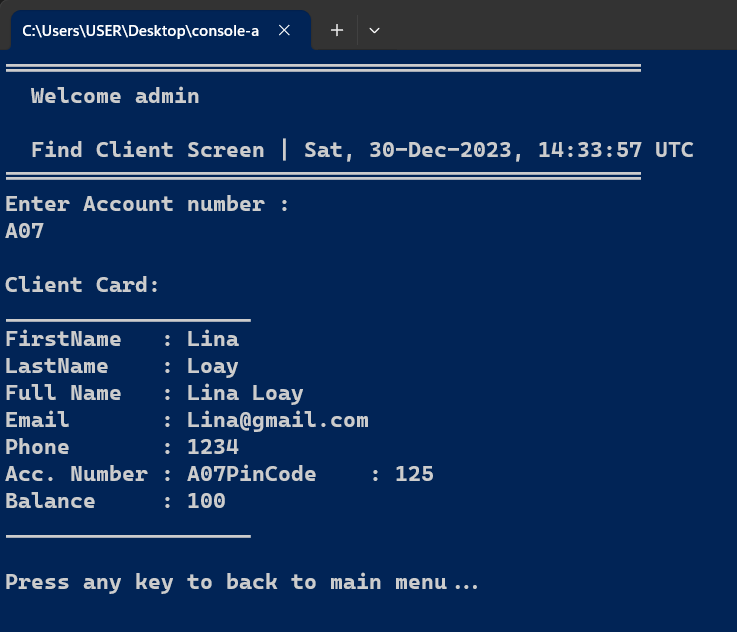 C:\Users\USER\Desktop\console-a
Welcome admin
Find Client Screen | Sat, 30-Dec-2023, 14:33:57 UTC
Enter Account number :
A07
Client Card:
FirstName : Lina
LastName : Loay
Full Name : Lina Loay
Email : Lina@gmail.com
Phone : 1234
Acc. Number : A07PinCode : 125
Balance : 100
Press any key to back to main menu...